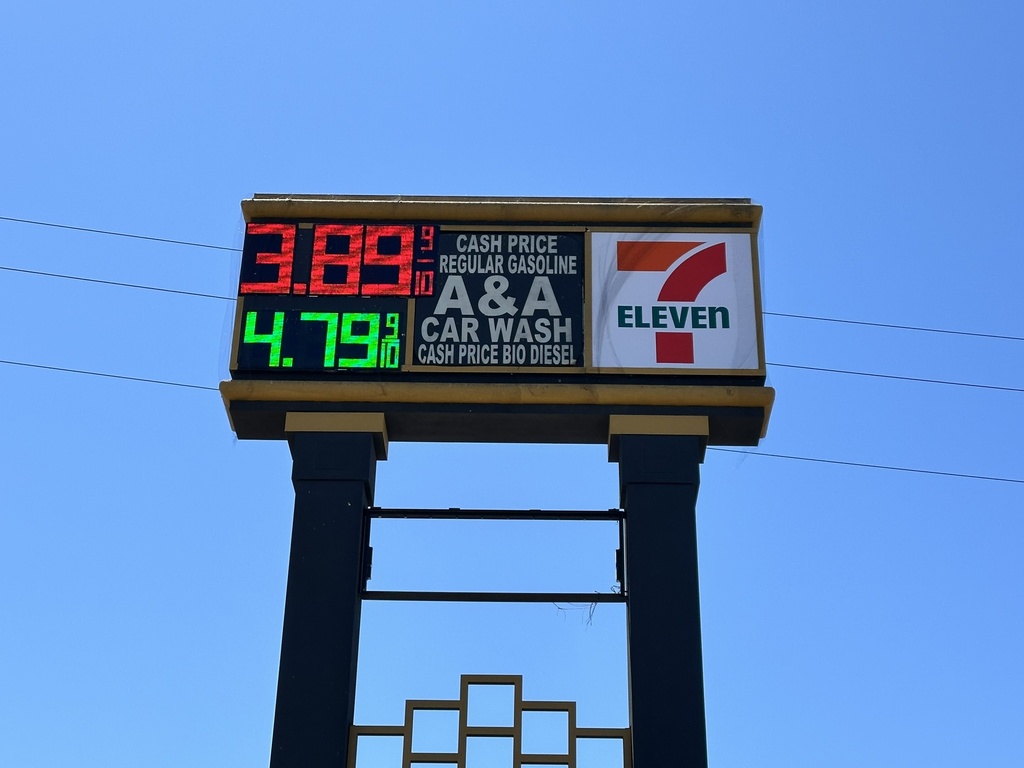 3.89 9/10
4.79 9/10
CASH PRICE
REGULAR GASOLINE
A&A
CAR WASH
CASH PRICE BIO DIESEL
7
ELEVEn